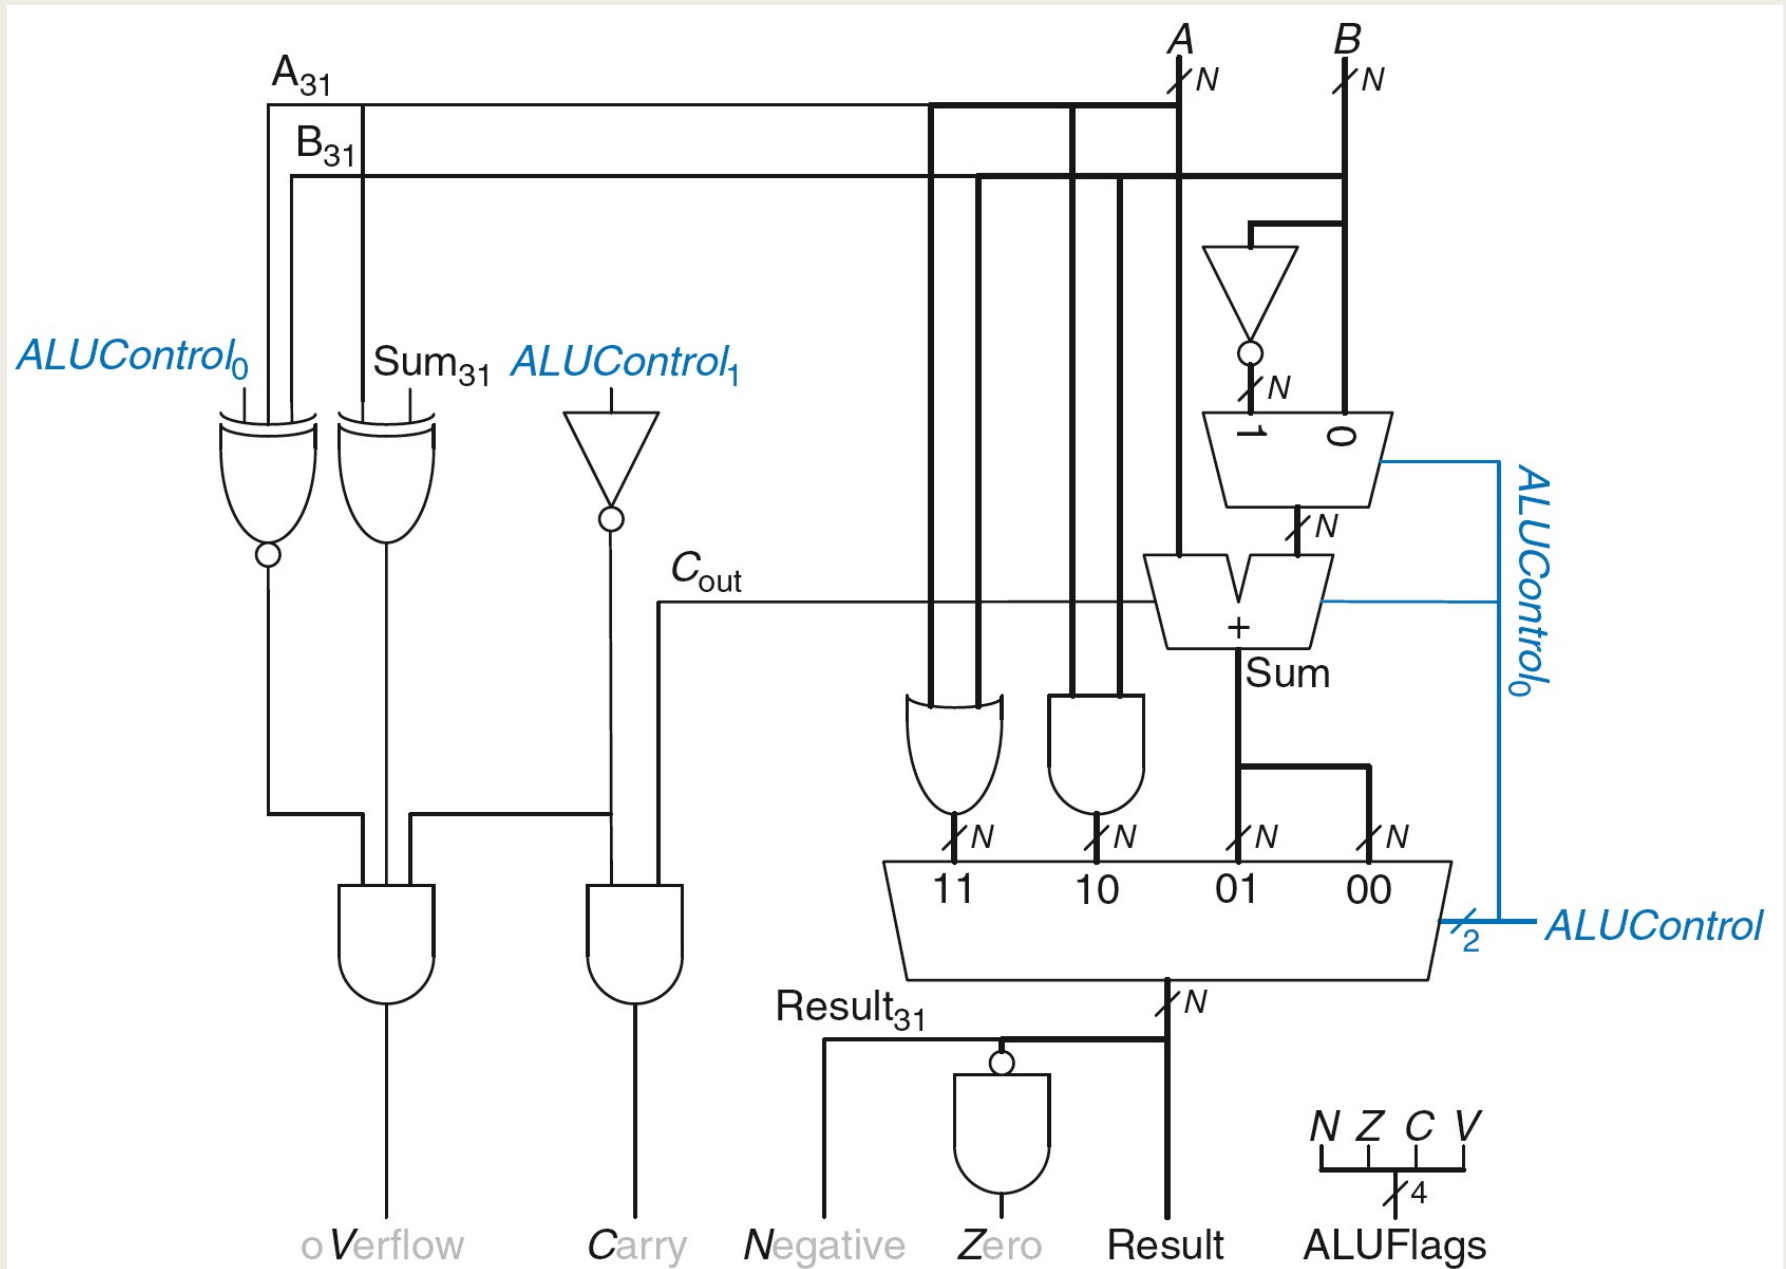 A B
N N
A31
B31
ALUControl0 Sum31 ALUControl1
N
1 0
ALUControl0
N
Cout
+
Sum
N N N N
11 10 01 00
2 ALUControl
Result31 N
N Z C V
4
oVerflow Carry Negative Zero Result ALUFlags